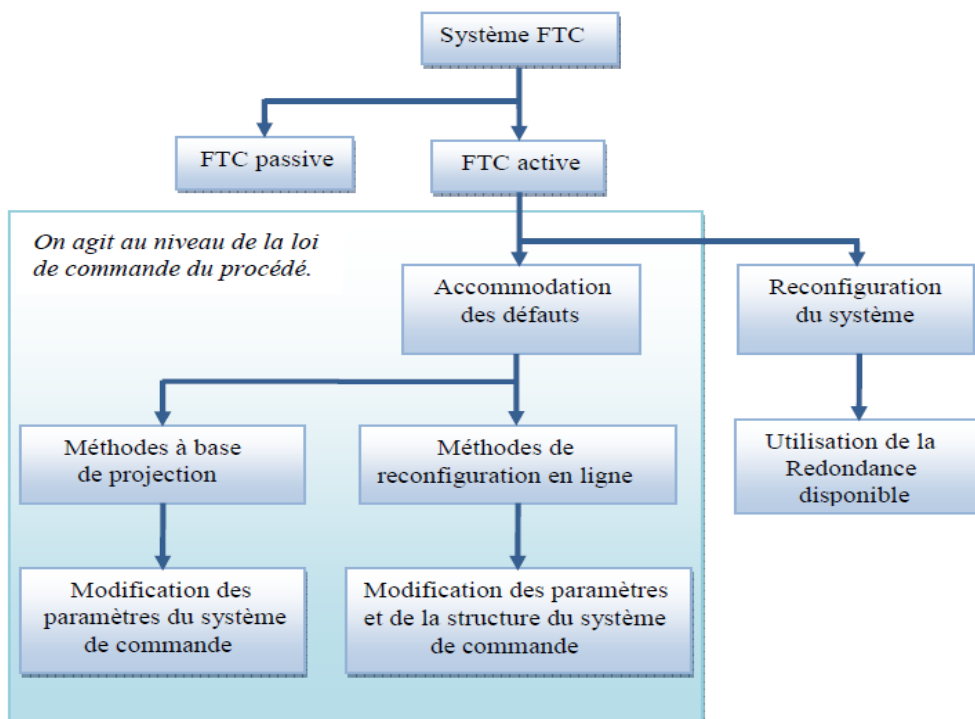 Système FTC
FTC passive
FTC active
On agit au niveau de la loi
de commande du procédé.
Accommodation
des défauts
Reconfiguration
du système
Méthodes à base
de projection
Méthodes de
reconfiguration en ligne
Utilisation de la
Redondance
disponible
Modification des
paramètres du système
de commande
Modification des paramètres
et de la structure du système
de commande